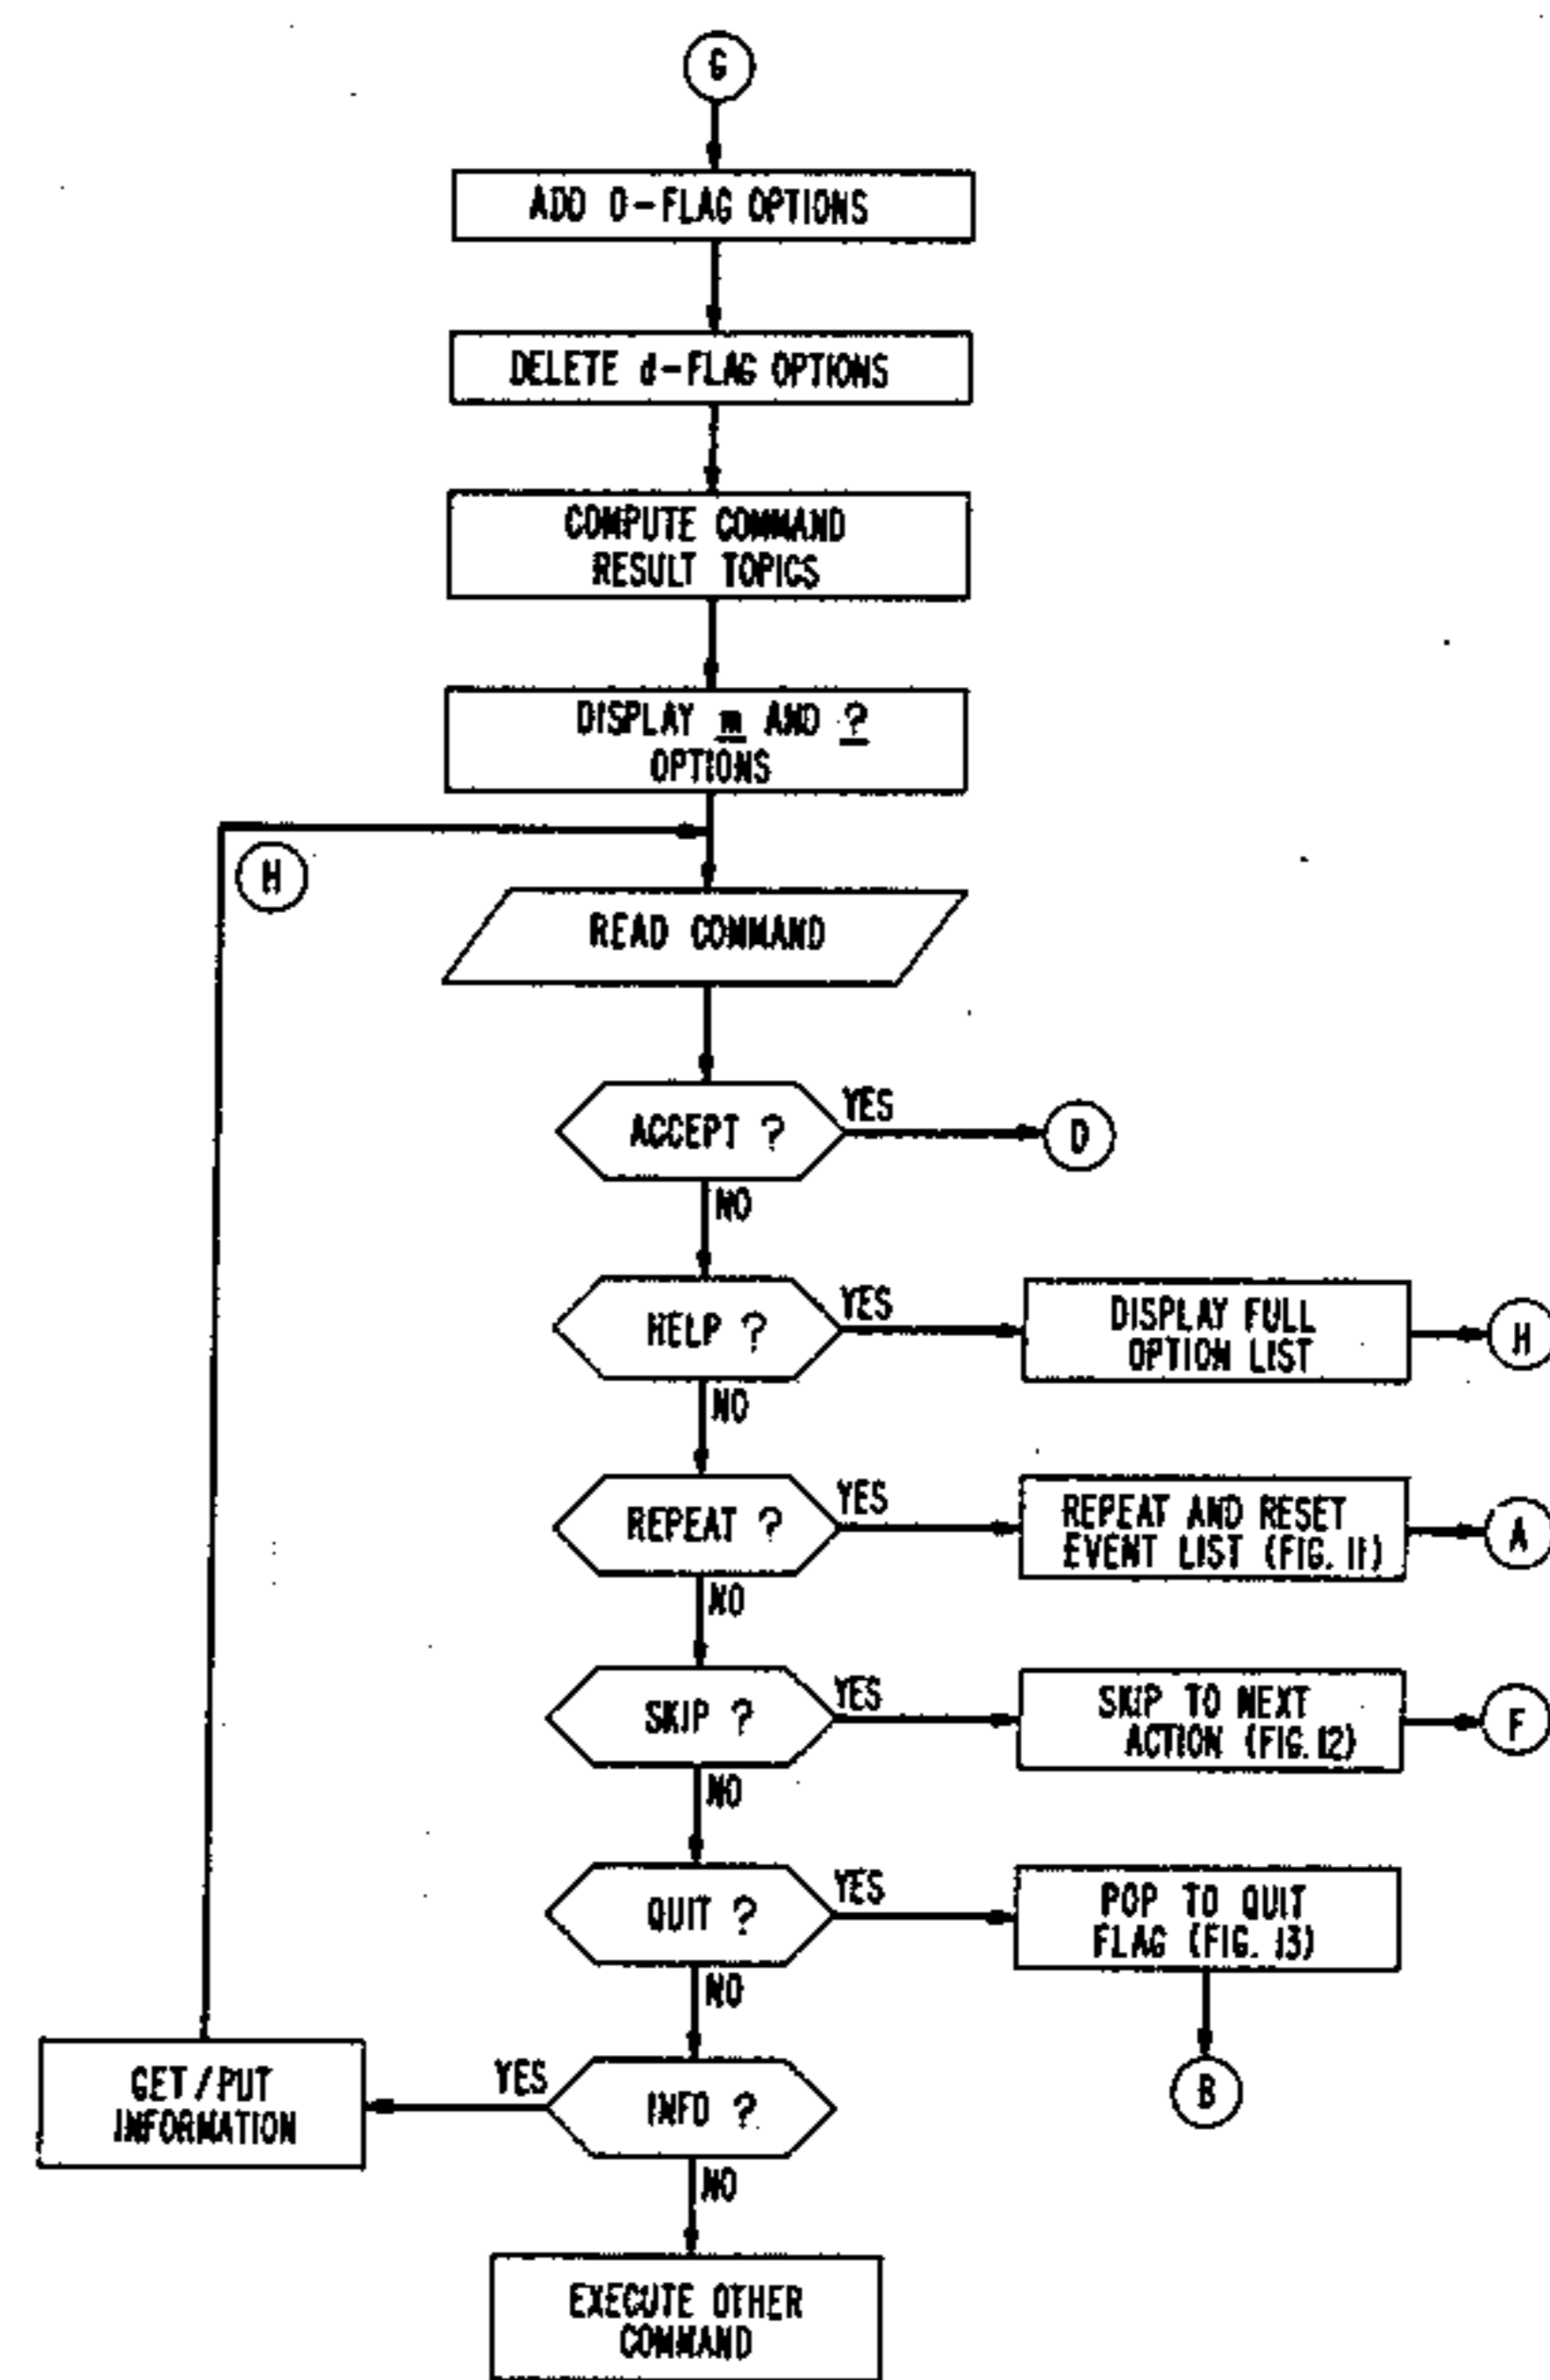 G
ADD O-FLAG OPTIONS
DELETE d-FLAG OPTIONS
COMPUTE COMMAND
RESULT TOPICS
DISPLAY m AND ?
OPTIONS
H
READ COMMAND
ACCEPT ?
YES
D
NO
HELP ?
YES
DISPLAY FULL
OPTION LIST
H
NO
REPEAT ?
YES
REPEAT AND RESET
EVENT LIST (FIG. 11)
A
NO
SKIP ?
YES
SKIP TO NEXT
ACTION (FIG. 12)
F
NO
QUIT ?
YES
POP TO QUIT
FLAG (FIG. 13)
B
NO
INFO ?
YES
GET/PUT
INFORMATION
NO
EXECUTE OTHER
COMMAND